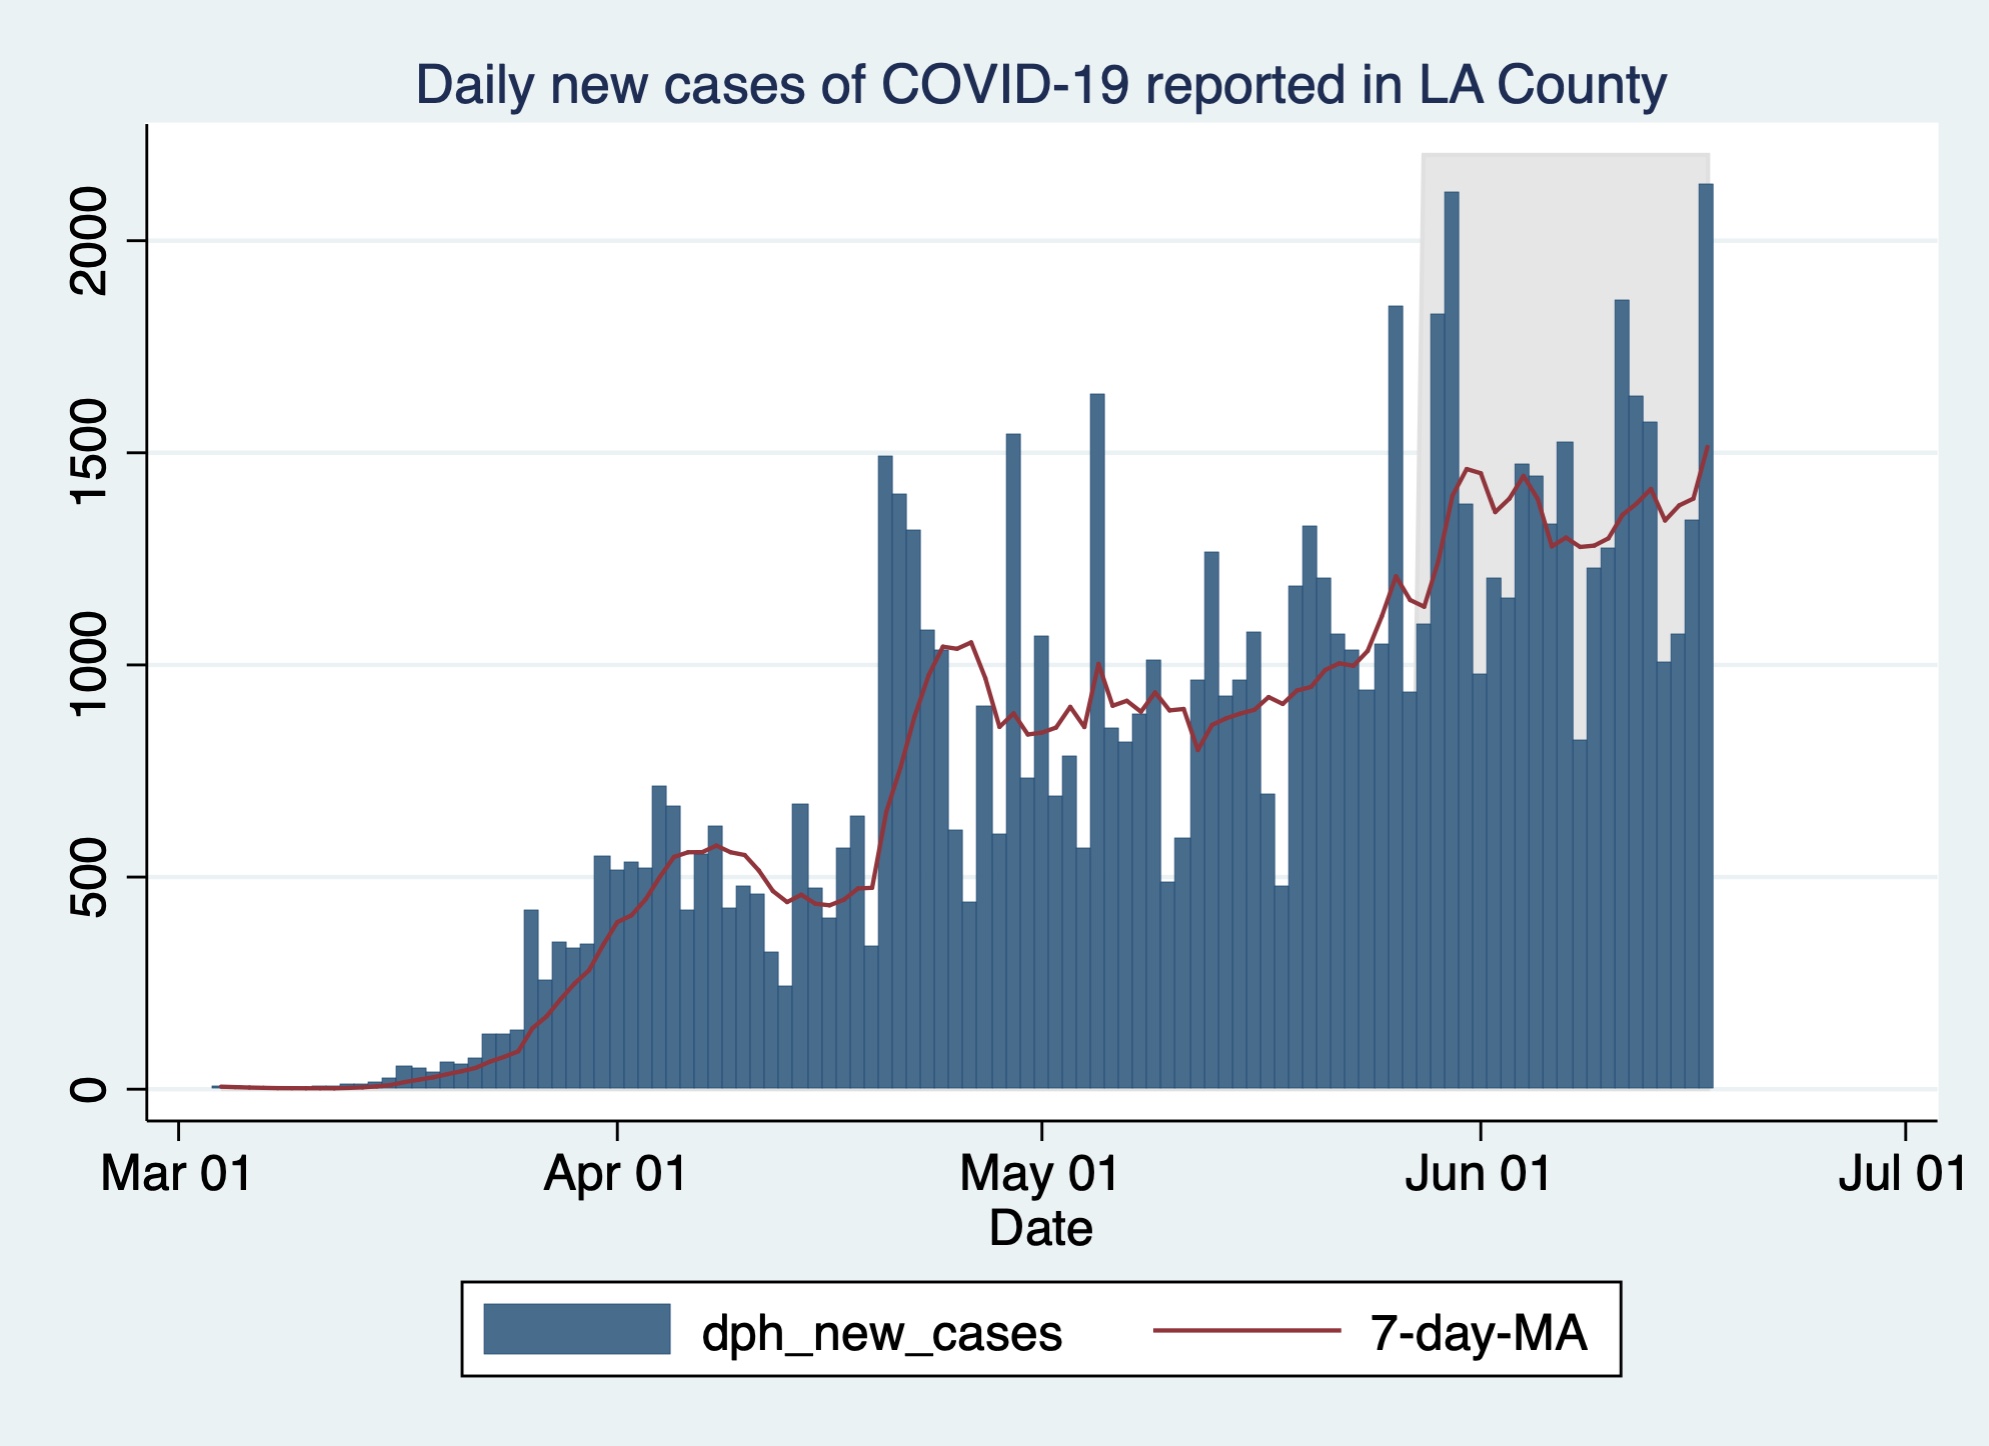 Daily new cases of COVID-19 reported in LA County
2000
1500
1000
500
0
Mar 01 Apr 01 May 01 Jun 01 Jul 01
Date
dph_new_cases 7-day-MA